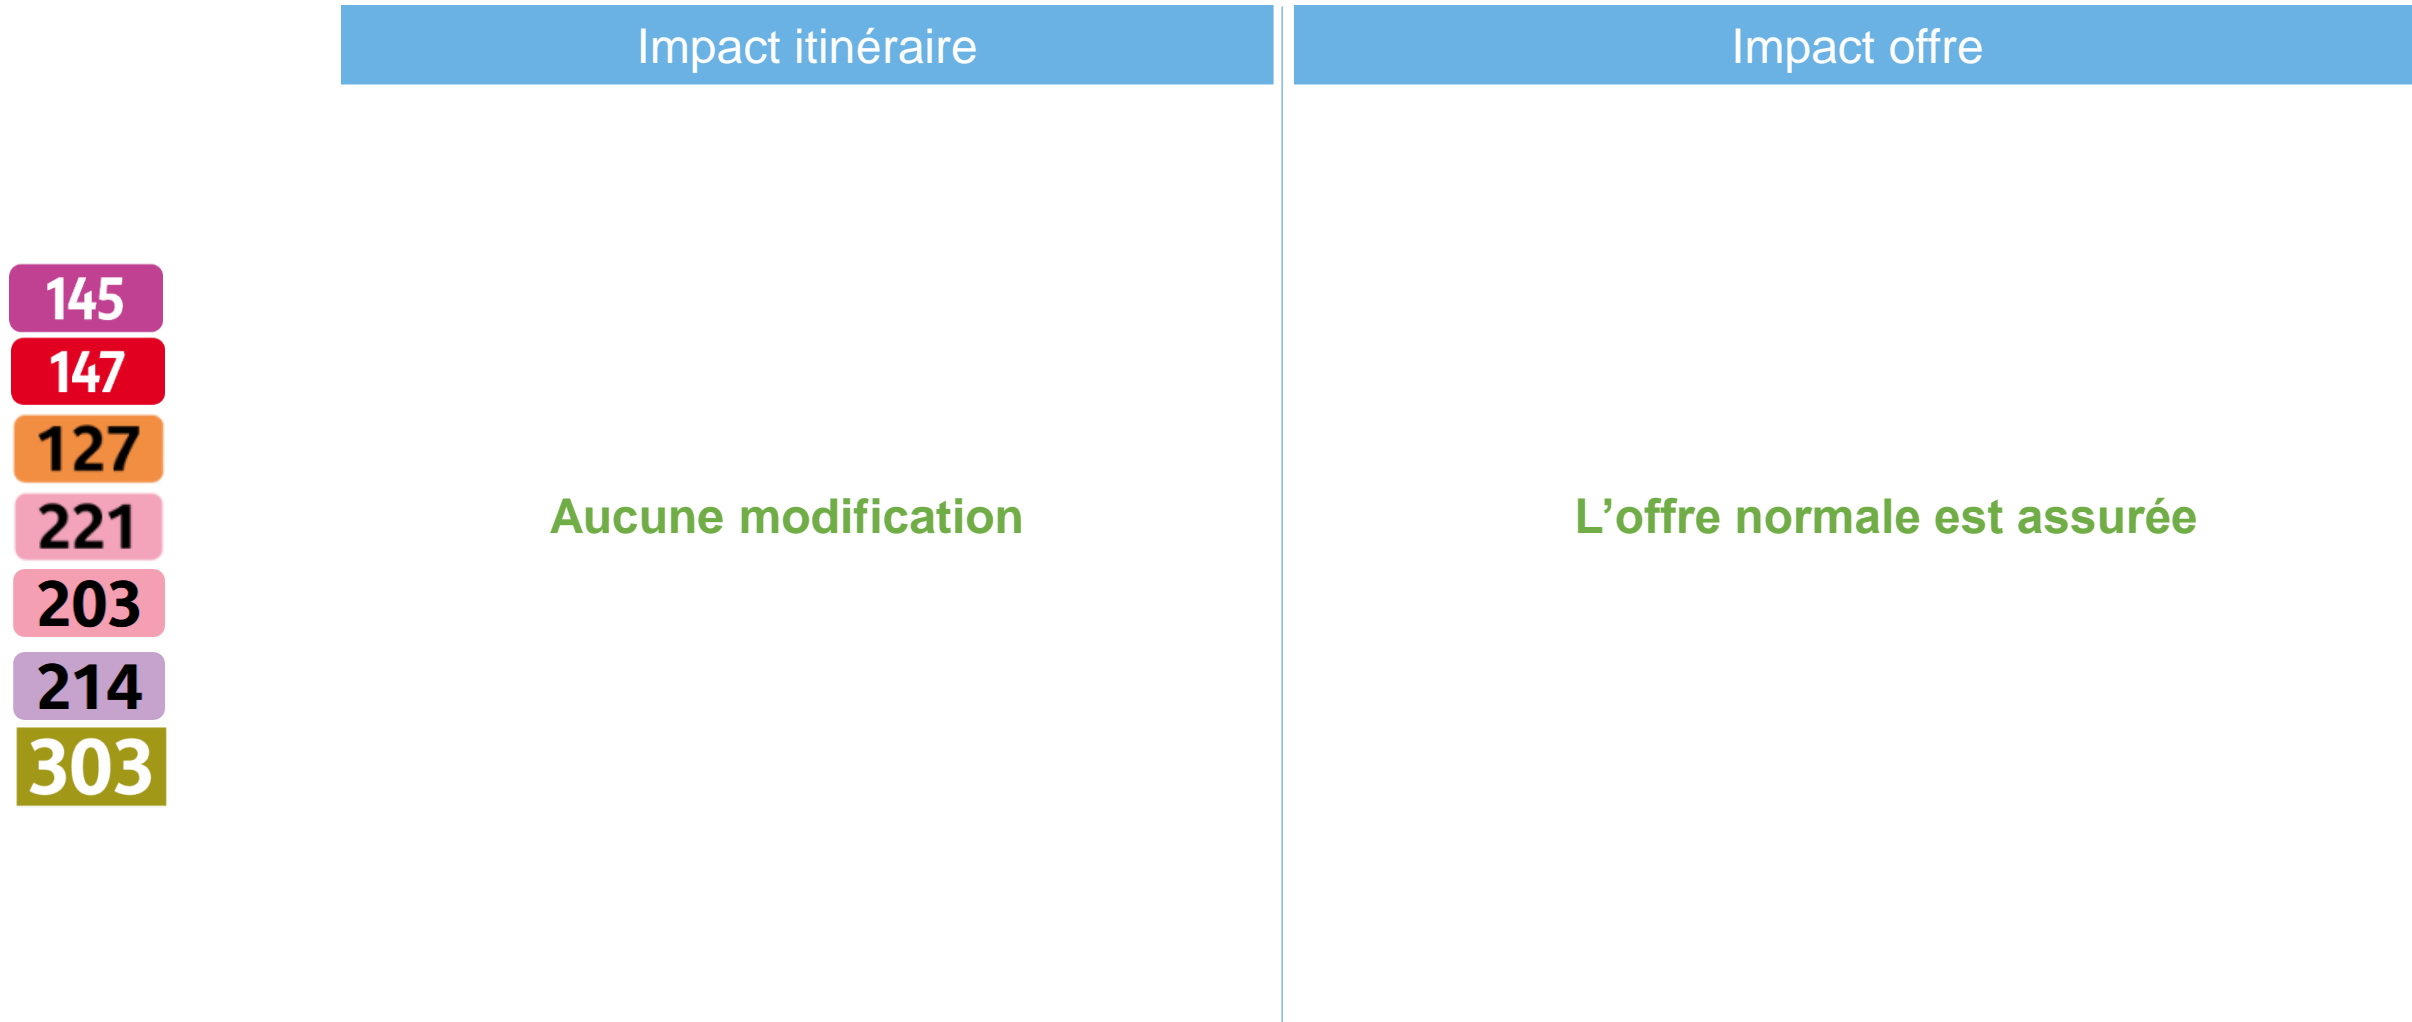 Impact itinéraire
Impact offre
145
147
127
221
203
214
303
Aucune modification
L’offre normale est assurée